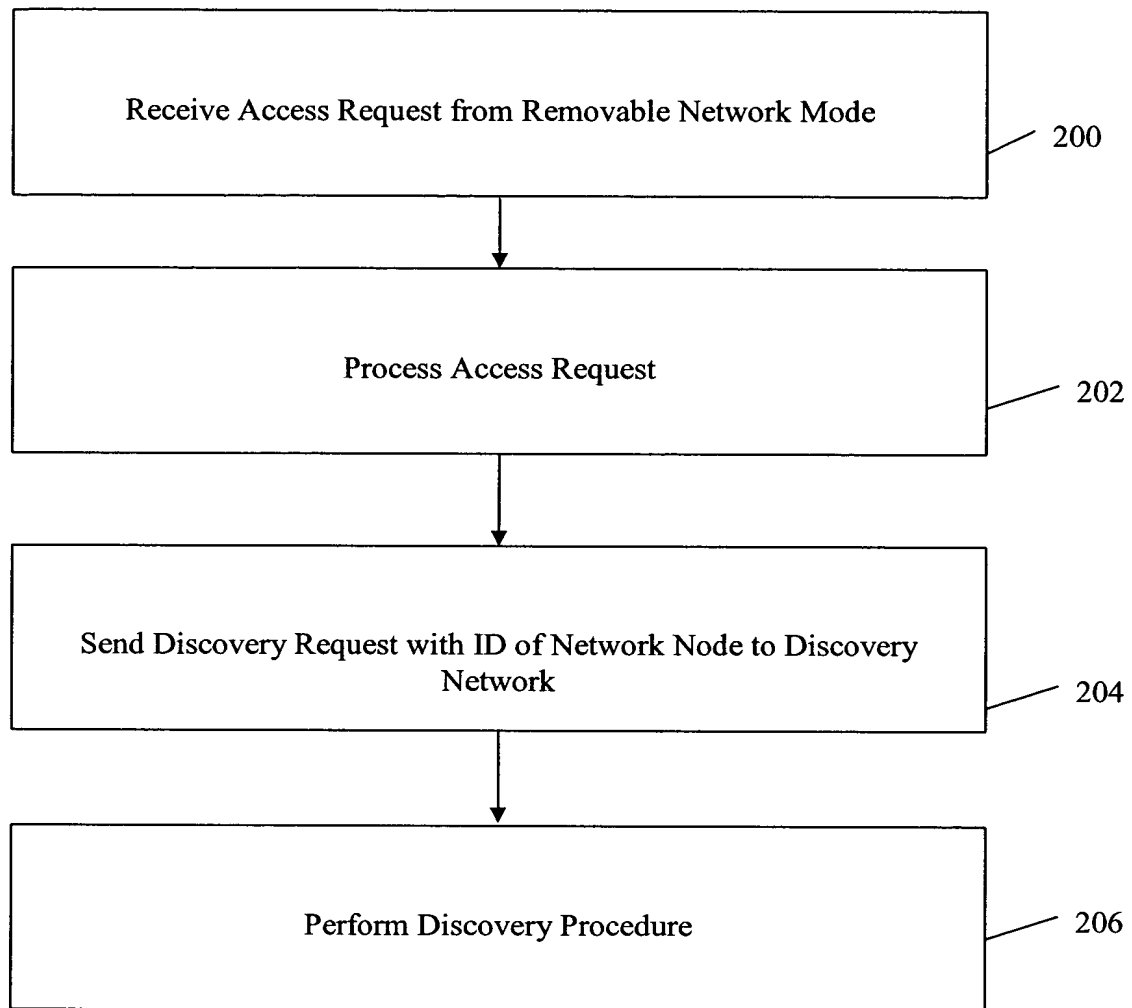 Receive Access Request from Removable Network Mode
200
Process Access Request
202
Send Discovery Request with ID of Network Node to Discovery
Network
204
Perform Discovery Procedure
206